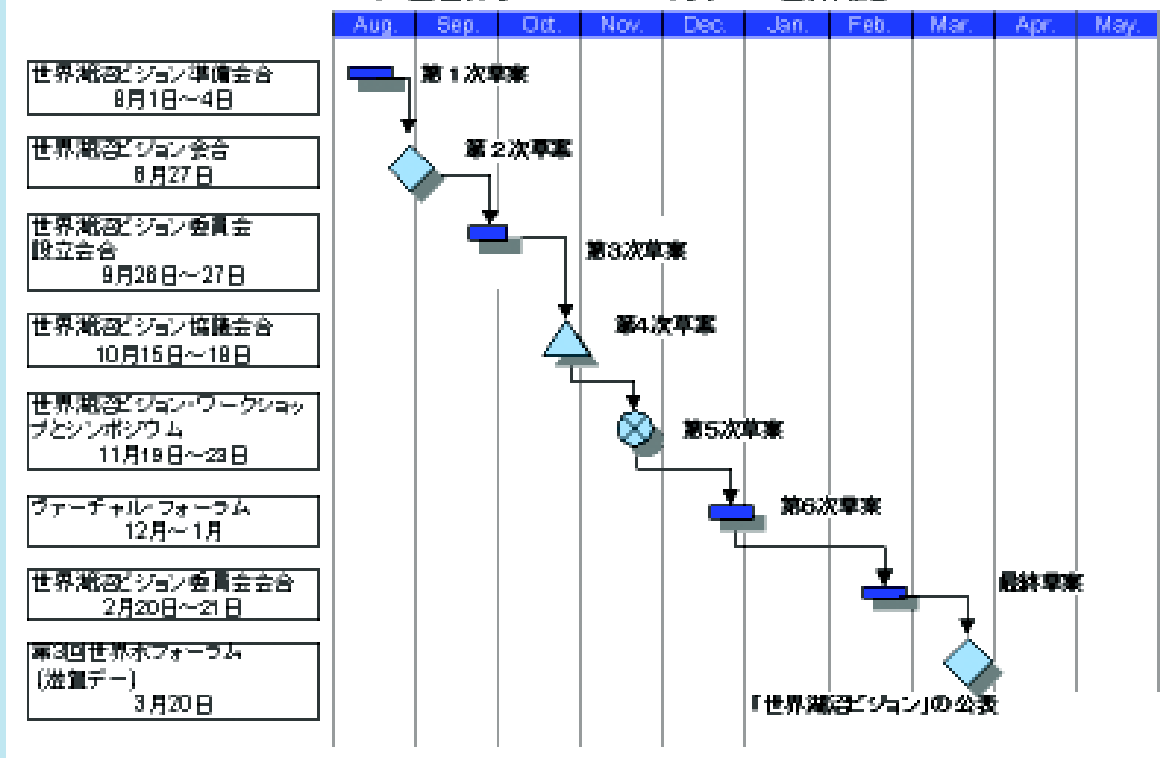 Aug. Sep. Oct. Nov. Dec. Jan. Feb. Mar. Apr. May.
世界湖沼ビジョン準備会合
8月1日〜4日
第1次草案
世界湖沼ビジョン会合
8月27日
第2次草案
世界湖沼ビジョン委員会
設立会合
9月26日〜27日
第3次草案
世界湖沼ビジョン協議会合
10月15日〜18日
第4次草案
世界湖沼ビジョン・ワークショッ
プとシンポジウム
11月19日〜23日
第5次草案
ヴァーチャル・フォーラム
12月〜1月
第6次草案
世界湖沼ビジョン委員会会合
2月20日〜21日
最終草案
第3回世界水フォーラム
(滋賀デー)
3月20日
「世界湖沼ビジョン」の公表